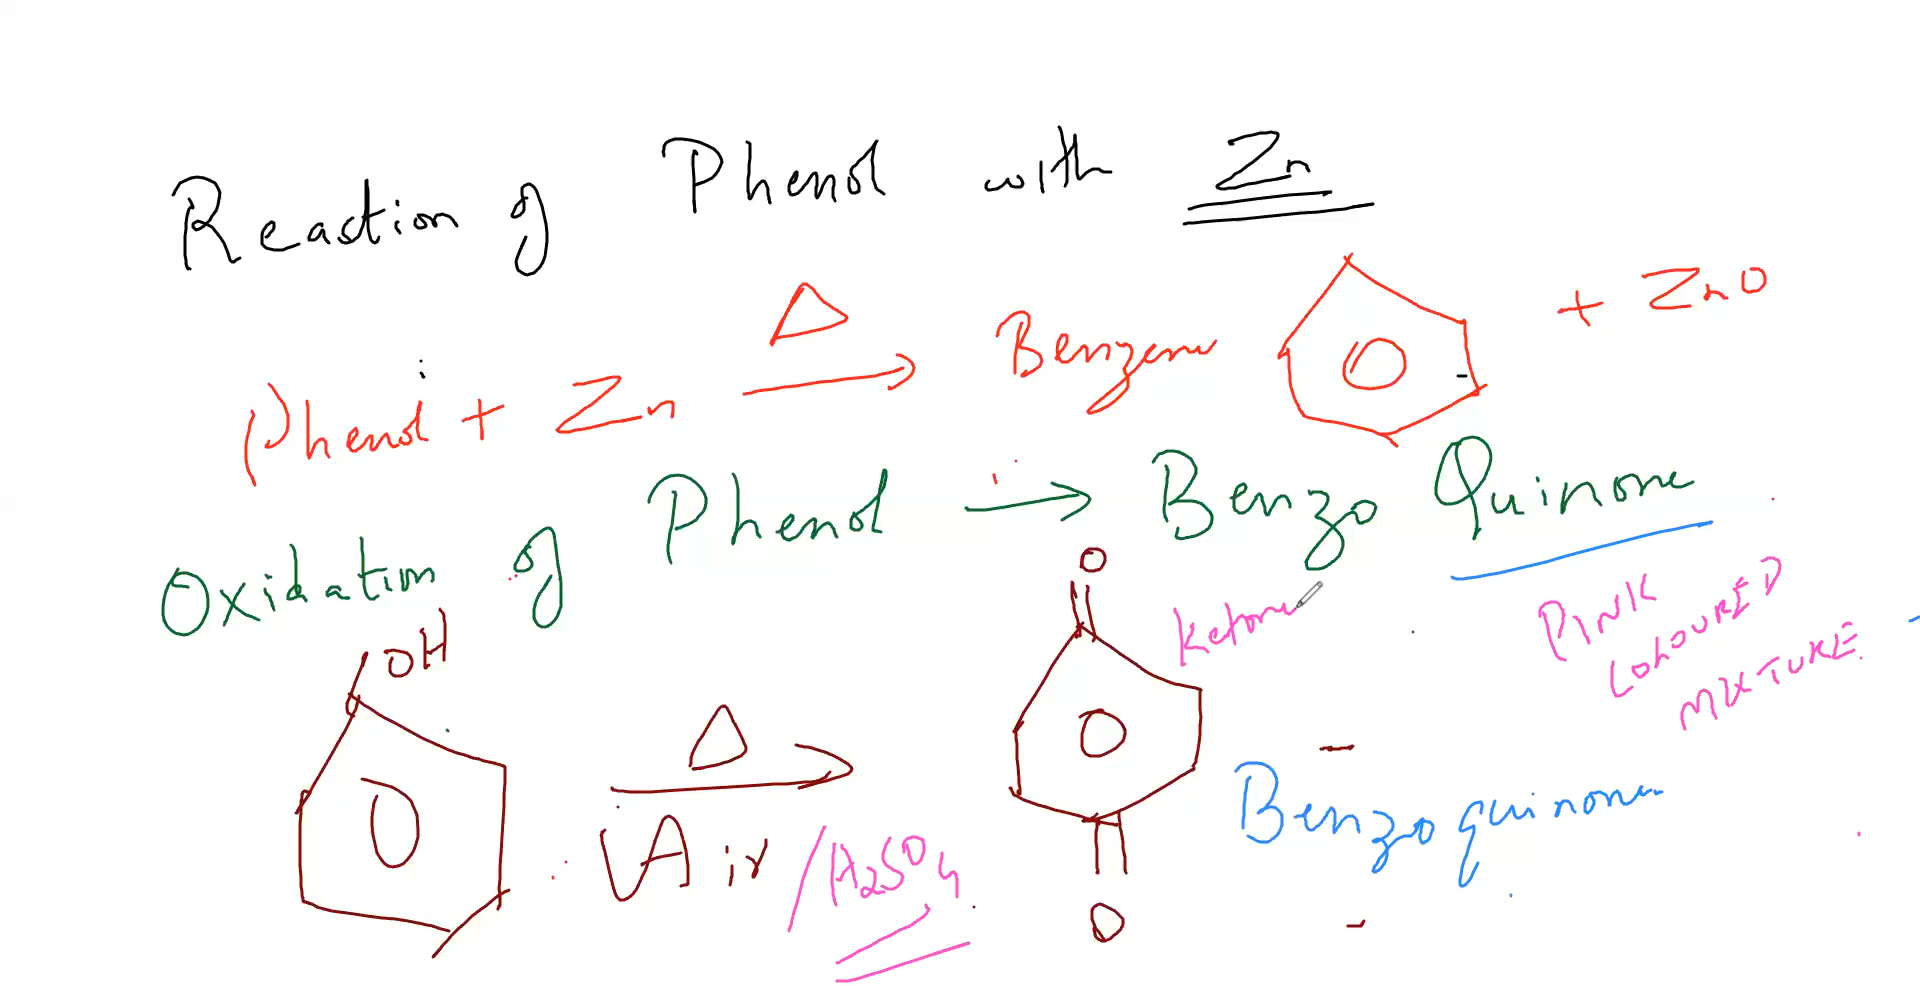 Reaction of Phenol with Zn
Δ
Phenol + Zn → Benzene + ZnO
Oxidation of Phenol → Benzo Quinone
O
Ketone
PINK
COLOURED
MIXTURE
OH
Δ
Air / H2SO4
Benzoquinone
O